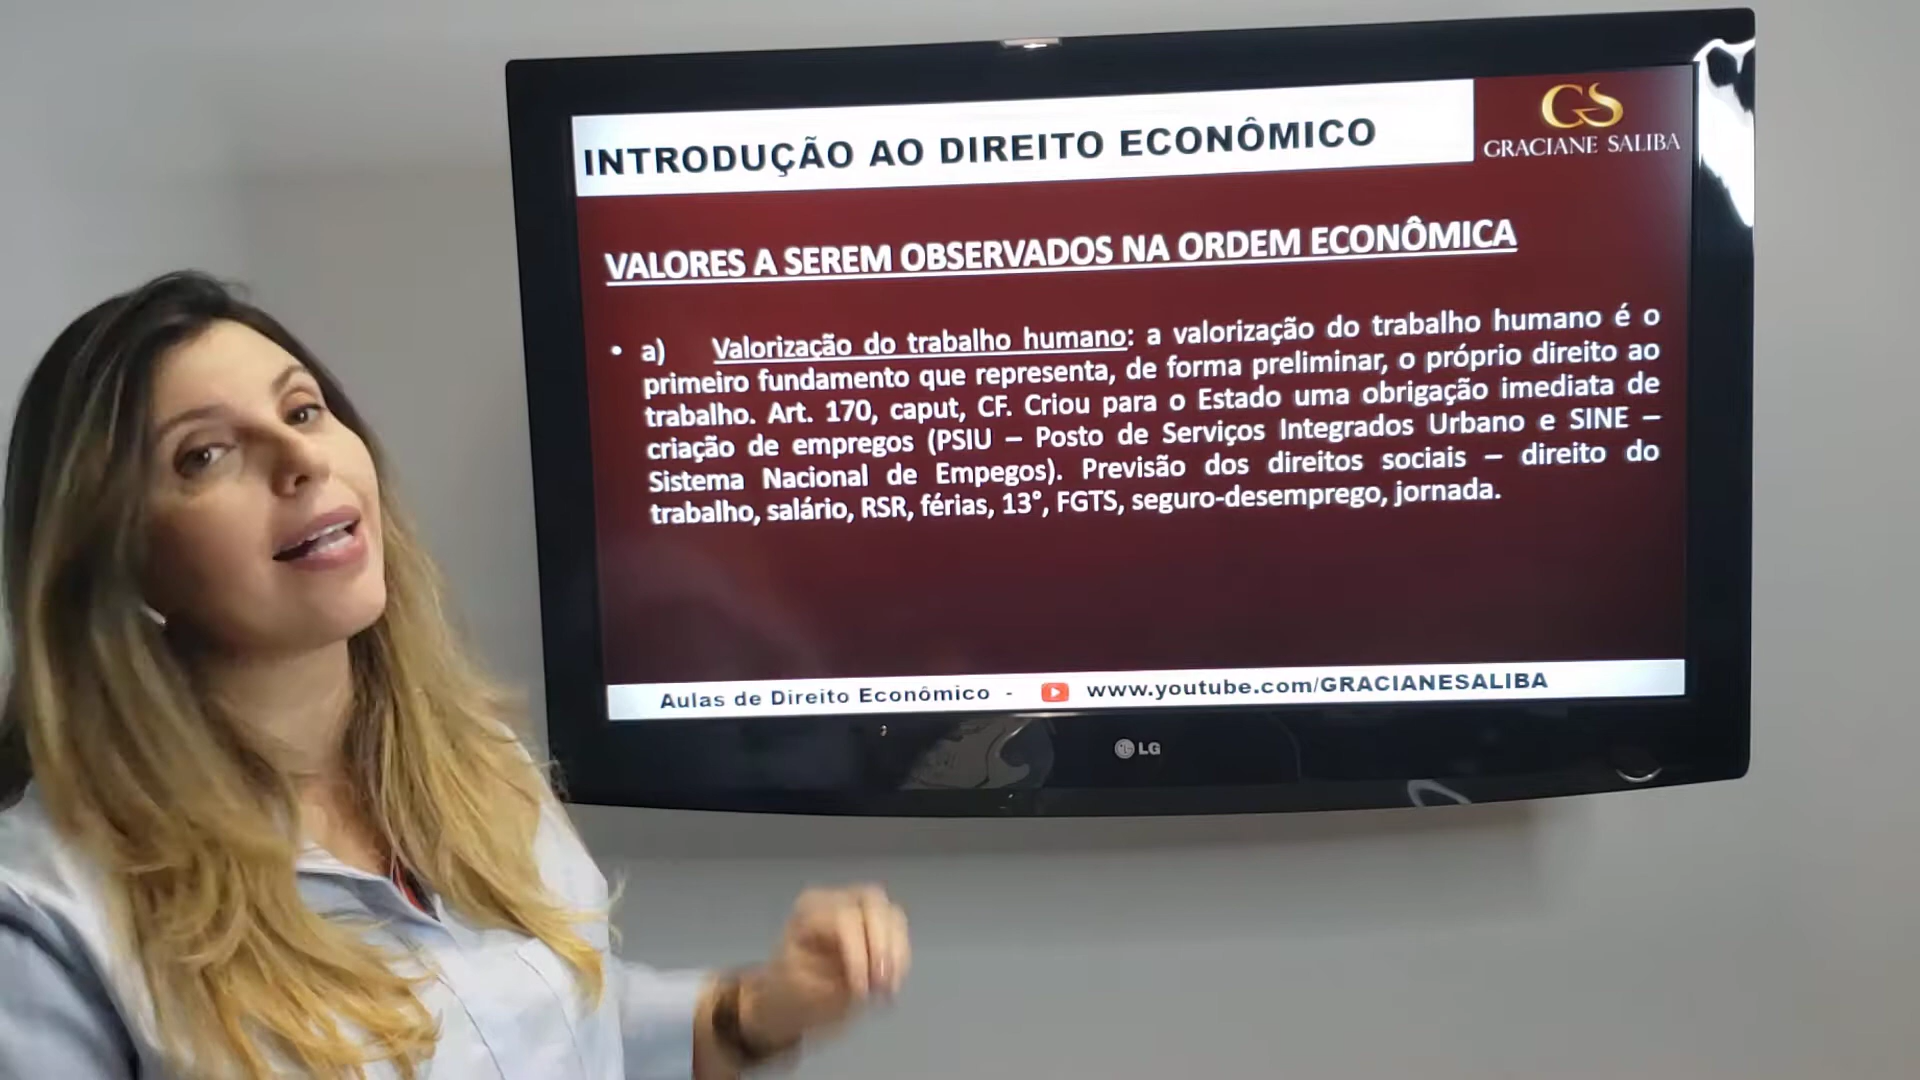 INTRODUÇÃO AO DIREITO ECONÔMICO
GS
GRACIANE SALIBA
VALORES A SEREM OBSERVADOS NA ORDEM ECONÔMICA
• a) Valorização do trabalho humano: a valorização do trabalho humano é o
primeiro fundamento que representa, de forma preliminar, o próprio direito ao
trabalho. Art. 170, caput, CF. Criou para o Estado uma obrigação imediata de
criação de empregos (PSIU – Posto de Serviços Integrados Urbano e SINE –
Sistema Nacional de Empegos). Previsão dos direitos sociais – direito do
trabalho, salário, RSR, férias, 13°, FGTS, seguro-desemprego, jornada.
Aulas de Direito Econômico - www.youtube.com/GRACIANESALIBA
LG